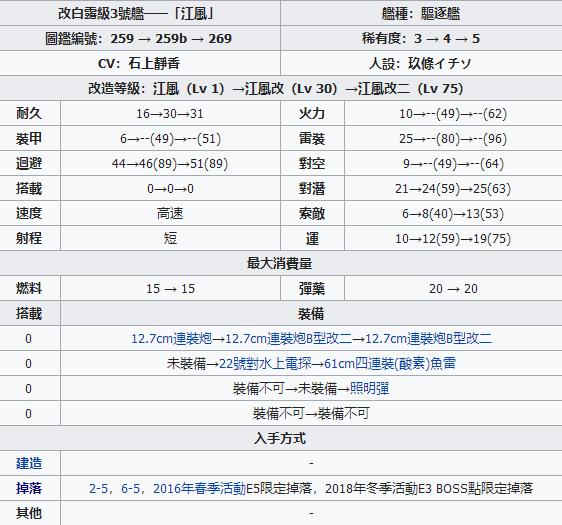 改白露級3號艦——「江風」 艦種：驅逐艦
圖鑑編號：259 → 259b → 269 稀有度：3 → 4 → 5
CV：石上靜香 人設：玖條イチソ
改造等級：江風（Lv 1）→江風改（Lv 30）→江風改二（Lv 75）
耐久 16→30→31 火力 10→--(49)→--(62)
裝甲 6→--(49)→--(51) 雷裝 25→--(80)→--(96)
迴避 44→46(89)→51(89) 對空 9→--(49)→--(64)
搭載 0→0→0 對潛 21→24(59)→25(63)
速度 高速 索敵 6→8(40)→13(53)
射程 短 運 10→12(59)→19(75)
最大消費量
燃料 15 → 15 彈藥 20 → 20
搭載 裝備
0 12.7cm連裝炮→12.7cm連裝炮B型改二→12.7cm連裝炮B型改二
0 未裝備→22號對水上電探→61cm四連裝(酸素)魚雷
0 裝備不可→未裝備→照明彈
0 裝備不可→裝備不可
入手方式
建造 -
掉落 2-5，6-5，2016年春季活動E5限定掉落，2018年冬季活動E3 BOSS點限定掉落
其他 -